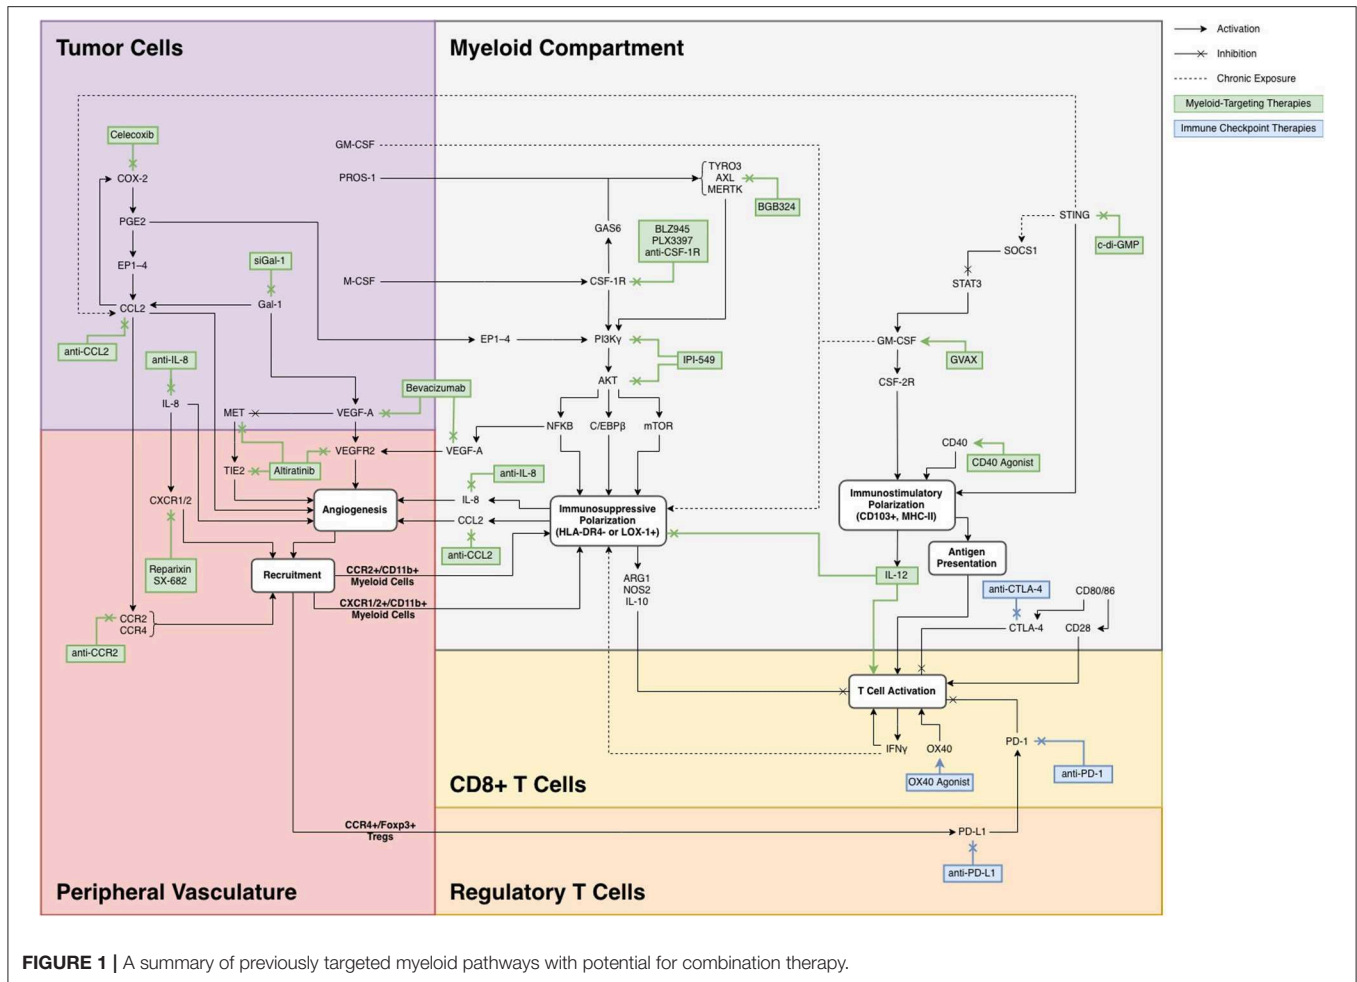 Tumor Cells
Myeloid Compartment
Activation
Inhibition
Chronic Exposure
Myeloid-Targeting Therapies
Immune Checkpoint Therapies
Celecoxib
COX-2
PGE2
EP1–4
CCL2
anti-CCL2
siGal-1
Gal-1
anti-IL-8
IL-8
MET
VEGF-A
Bevacizumab
GM-CSF
PROS-1
M-CSF
TYRO3
AXL
MERTK
BGB324
GAS6
BLZ945
PLX3397
anti-CSF-1R
CSF-1R
EP1–4
PI3Kγ
IPI-549
AKT
NFKB
C/EBPβ
mTOR
VEGF-A
STING
c-di-GMP
SOCS1
STAT3
GM-CSF
GVAX
CSF-2R
CD40
CD40 Agonist
VEGFR2
TIE2
Altiratinib
CXCR1/2
Angiogenesis
Reparixin
SX-682
Recruitment
CCR2
CCR4
anti-CCR2
anti-IL-8
IL-8
CCL2
anti-CCL2
CCR2+/CD11b+
Myeloid Cells
CXCR1/2+/CD11b+
Myeloid Cells
Immunosuppressive
Polarization
(HLA-DR4- or LOX-1+)
ARG1
NOS2
IL-10
Immunostimulatory
Polarization
(CD103+, MHC-II)
Antigen
Presentation
IL-12
anti-CTLA-4
CTLA-4
CD80/86
CD28
T Cell Activation
IFNγ
OX40
OX40 Agonist
PD-1
anti-PD-1
CD8+ T Cells
CCR4+/Foxp3+
Tregs
PD-L1
anti-PD-L1
Peripheral Vasculature
Regulatory T Cells
FIGURE 1 | A summary of previously targeted myeloid pathways with potential for combination therapy.